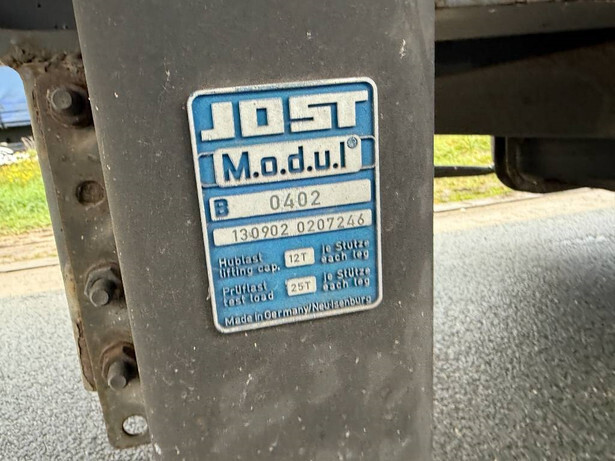 JOST
M.o.d.u.l®
B 0402
130902 0207246
Hublast je Stütze
lifting cap. 12T each leg
Prüflast je Stütze
test load 25T each leg
Made in Germany/Neu Isenburg